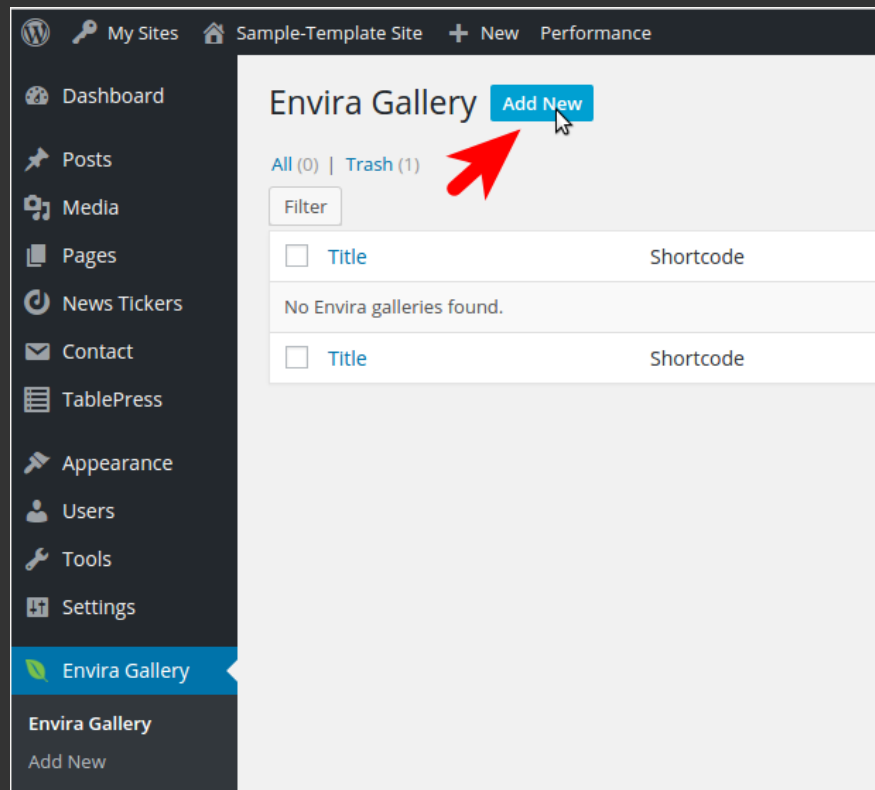 My Sites Sample-Template Site + New Performance
Dashboard
Posts
Media
Pages
News Tickers
Contact
TablePress
Appearance
Users
Tools
Settings
Envira Gallery
Envira Gallery
Add New
Envira Gallery Add New
All (0) | Trash (1)
Filter
Title Shortcode
No Envira galleries found.
Title Shortcode